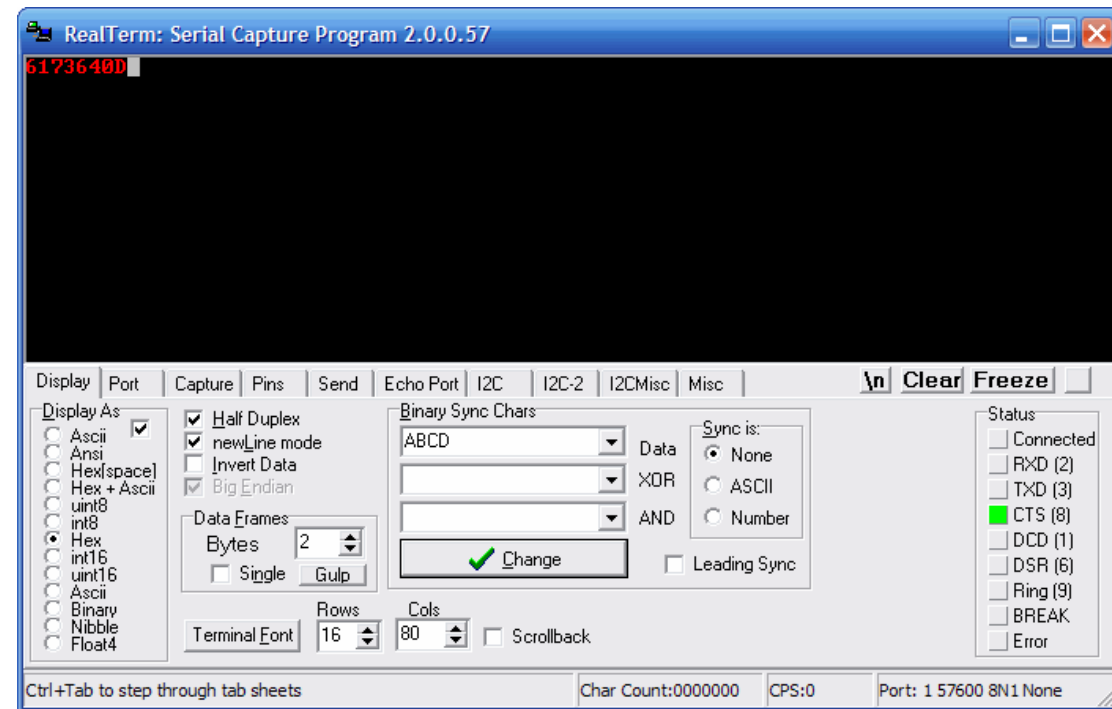 RealTerm: Serial Capture Program 2.0.0.57
6173640D
Display Port Capture Pins Send Echo Port I2C I2C-2 I2CMisc Misc \n Clear Freeze
Display As
Ascii
Ansi
Hex[space]
Hex + Ascii
uint8
int8
Hex
int16
uint16
Ascii
Binary
Nibble
Float4
Half Duplex
newLine mode
Invert Data
Big Endian
Data Frames
Bytes 2
Single Gulp
Terminal Font
Rows
16
Cols
80
Scrollback
Binary Sync Chars
ABCD Data
XOR
AND
Change
Sync is:
None
ASCII
Number
Leading Sync
Status
Connected
RXD (2)
TXD (3)
CTS (8)
DCD (1)
DSR (6)
Ring (9)
BREAK
Error
Ctrl+Tab to step through tab sheets Char Count:0000000 CPS:0 Port: 1 57600 8N1 None